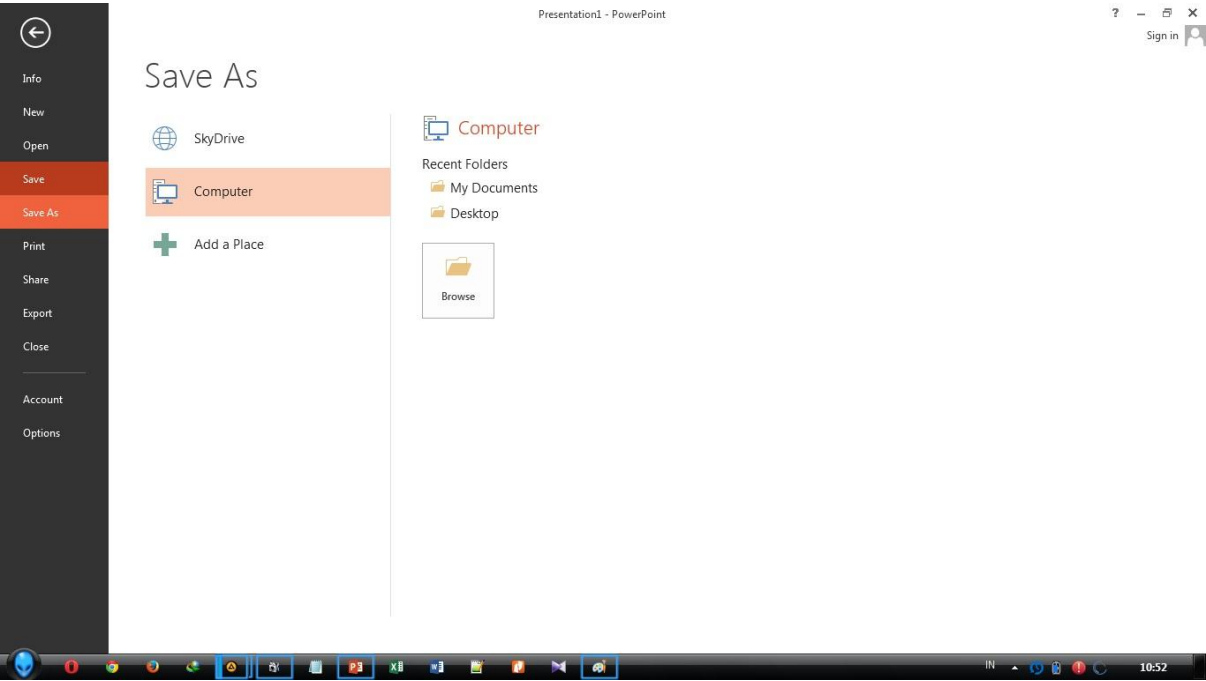 Presentation1 - PowerPoint
?
Sign in
Info
New
Open
Save
Save As
Print
Share
Export
Close
Account
Options
Save As
SkyDrive
Computer
Add a Place
Computer
Recent Folders
My Documents
Desktop
Browse
IN
10:52